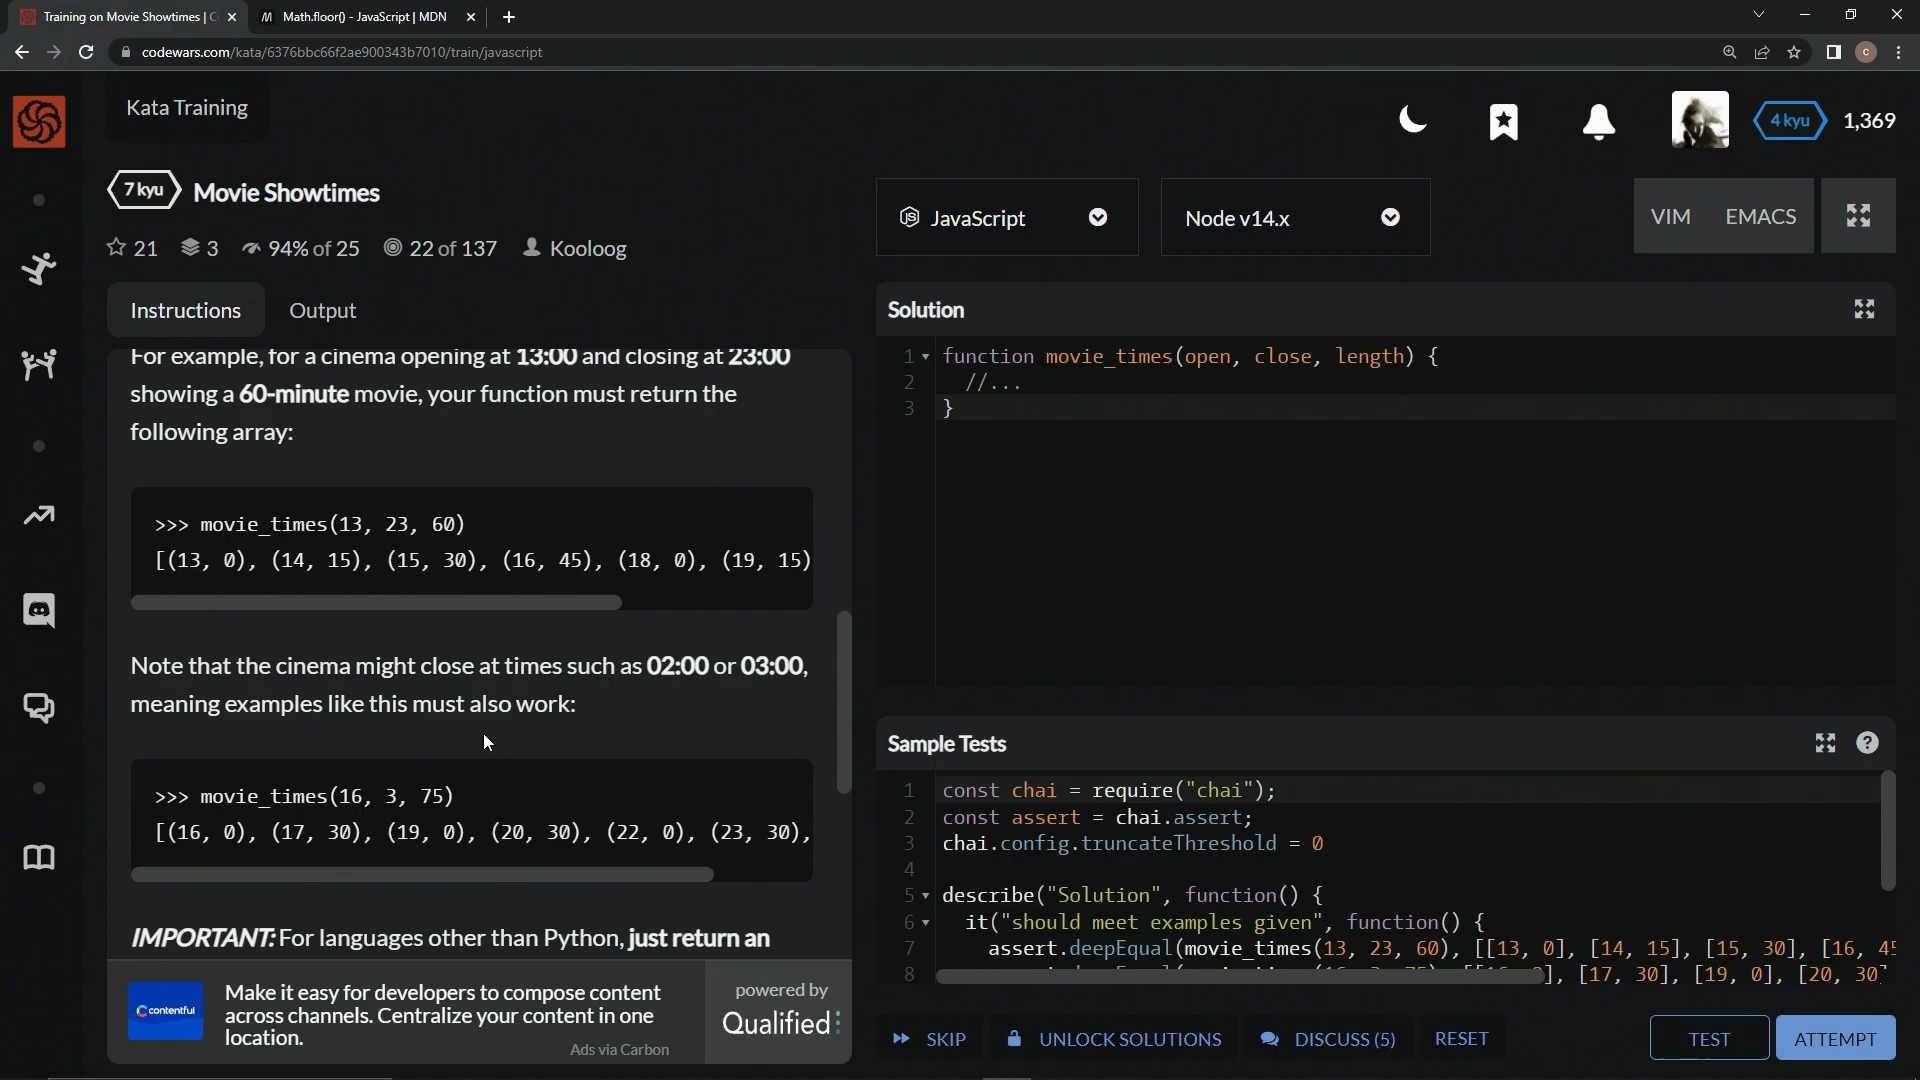 Training on Movie Showtimes | C
Math.floor() - JavaScript | MDN
codewars.com/kata/6376bbc66f2ae900343b7010/train/javascript
C
Kata Training
4 kyu
1,369
7 kyu
Movie Showtimes
21
3
94% of 25
22 of 137
Kooloog
JavaScript
Node v14.x
VIM
EMACS
Instructions
Output
For example, for a cinema opening at 13:00 and closing at 23:00
showing a 60-minute movie, your function must return the
following array:
>>> movie_times(13, 23, 60)
[(13, 0), (14, 15), (15, 30), (16, 45), (18, 0), (19, 15)
Note that the cinema might close at times such as 02:00 or 03:00,
meaning examples like this must also work:
>>> movie_times(16, 3, 75)
[(16, 0), (17, 30), (19, 0), (20, 30), (22, 0), (23, 30),
IMPORTANT: For languages other than Python, just return an
contentful
Make it easy for developers to compose content
across channels. Centralize your content in one
location.
Ads via Carbon
powered by
Qualified
Solution
1 function movie_times(open, close, length) {
2 //...
3 }
Sample Tests
1 const chai = require("chai");
2 const assert = chai.assert;
3 chai.config.truncateThreshold = 0
4
5 describe("Solution", function() {
6 it("should meet examples given", function() {
7 assert.deepEqual(movie_times(13, 23, 60), [[13, 0], [14, 15], [15, 30], [16, 45
8 ], [17, 30], [19, 0], [20, 30
SKIP
UNLOCK SOLUTIONS
DISCUSS (5)
RESET
TEST
ATTEMPT